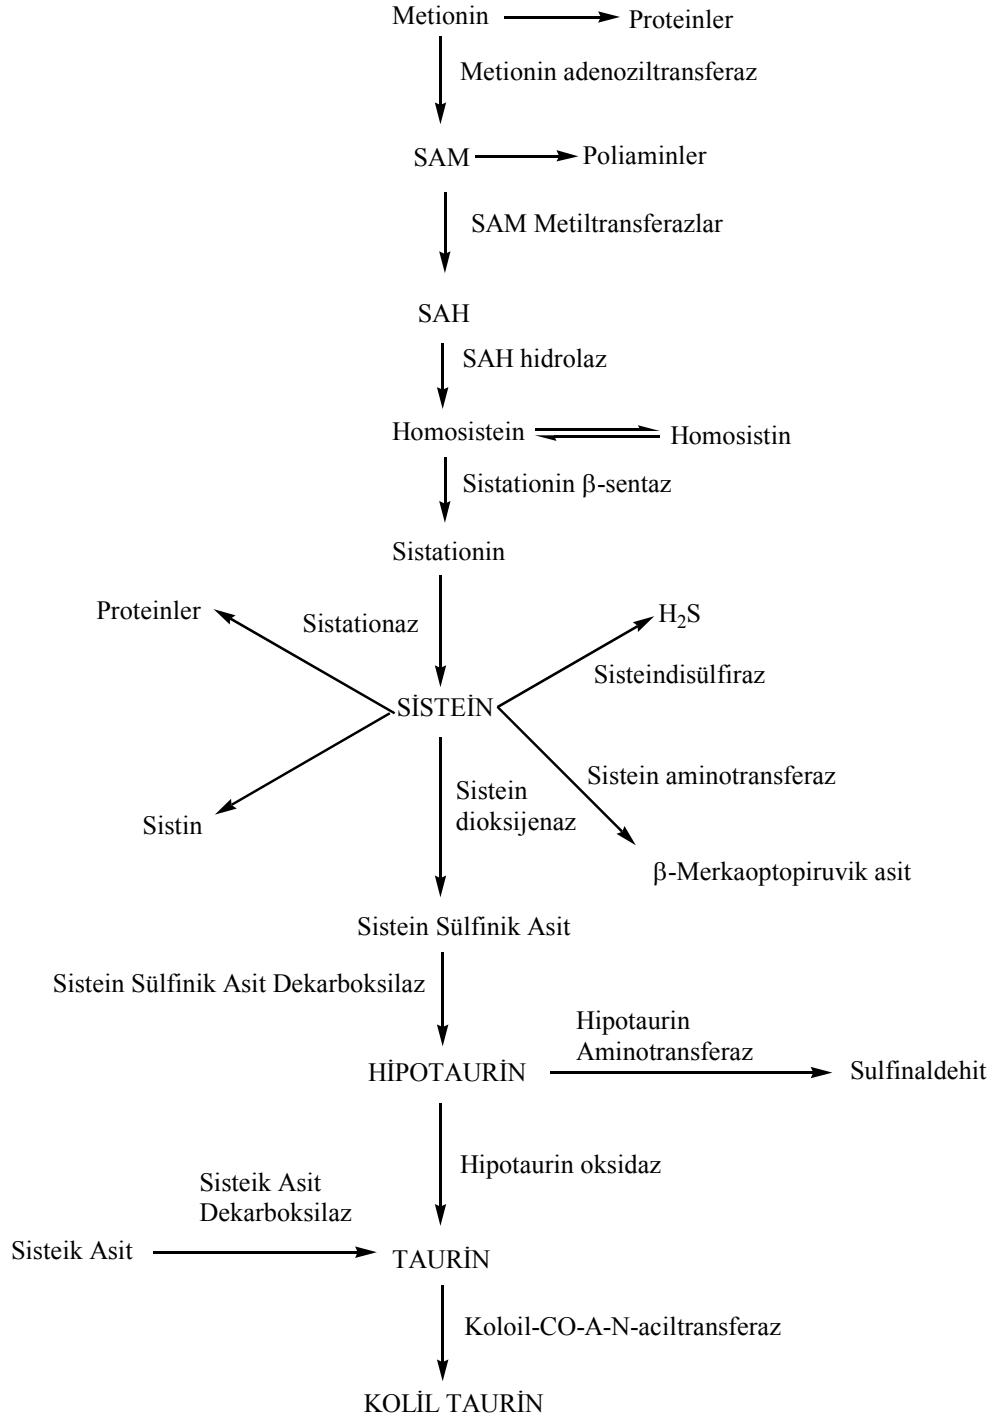 Metionin
Proteinler
Metionin adenoziltransferaz
SAM
Poliaminler
SAM Metiltransferazlar
SAH
SAH hidrolaz
Homosistein
Homosistin
Sistationin β-sentaz
Sistationin
Proteinler
Sistationaz
H₂S
Sisteindisülfiraz
SİSTEİN
Sistein aminotransferaz
Sistein
dioksijenaz
Sistin
β-Merkaoptopiruvik asit
Sistein Sülfinik Asit
Sistein Sülfinik Asit Dekarboksilaz
Hipotaurin
Aminotransferaz
HİPOTAURİN
Sulfinaldehit
Hipotaurin oksidaz
Sisteik Asit
Dekarboksilaz
Sisteik Asit
TAURİN
Koloil-CO-A-N-aciltransferaz
KOLİL TAURİN